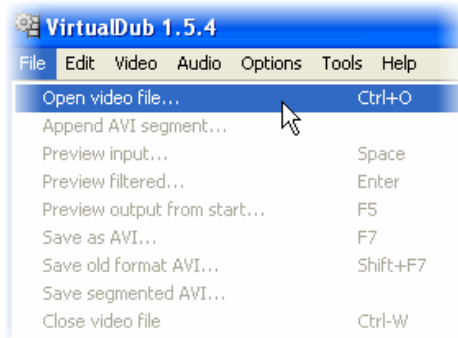 VirtualDub 1.5.4
File Edit Video Audio Options Tools Help
Open video file... Ctrl+O
Append AVI segment...
Preview input... Space
Preview filtered... Enter
Preview output from start... F5
Save as AVI... F7
Save old format AVI... Shift+F7
Save segmented AVI...
Close video file Ctrl-W